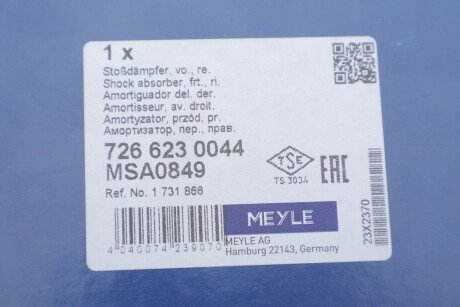 1 x
Stoßdämpfer, vo., re.
Shock absorber, frt., ri.
Amortiguador del. der.
Amortisseur, av. droit.
Amortyzator, przód, pr.
Амортизатор, пер., прав.
726 623 0044
MSA0849
Ref. No. 1 731 866
TSE
TS 303A
EAC
23X2370
MEYLE
4 040074 239070
MEYLE AG
Hamburg 22143, Germany